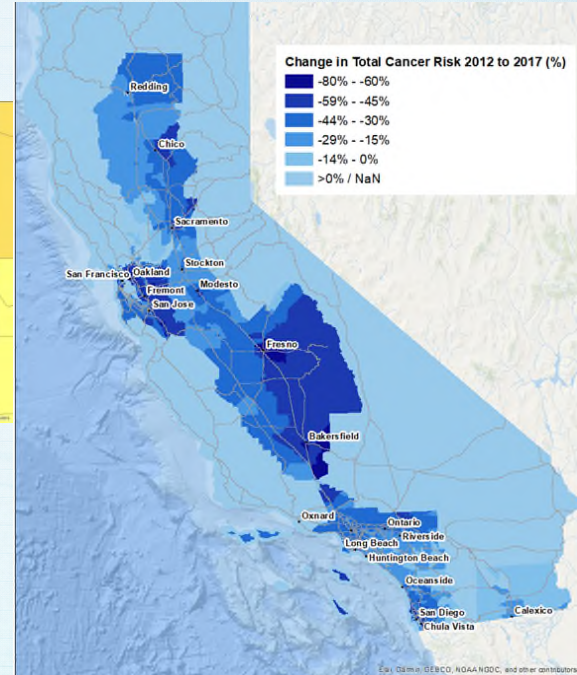 Change in Total Cancer Risk 2012 to 2017 (%)
-80% - -60%
-59% - -45%
-44% - -30%
-29% - -15%
-14% - 0%
>0% / NaN
Redding
Chico
Sacramento
Stockton
San Francisco
Oakland
Modesto
Fremont
San Jose
Fresno
Bakersfield
Oxnard
Ontario
Riverside
Long Beach
Huntington Beach
Oceanside
San Diego
Calexico
Chula Vista
Esri, Garmin, GEBCO, NOAA NGDC, and other contributors